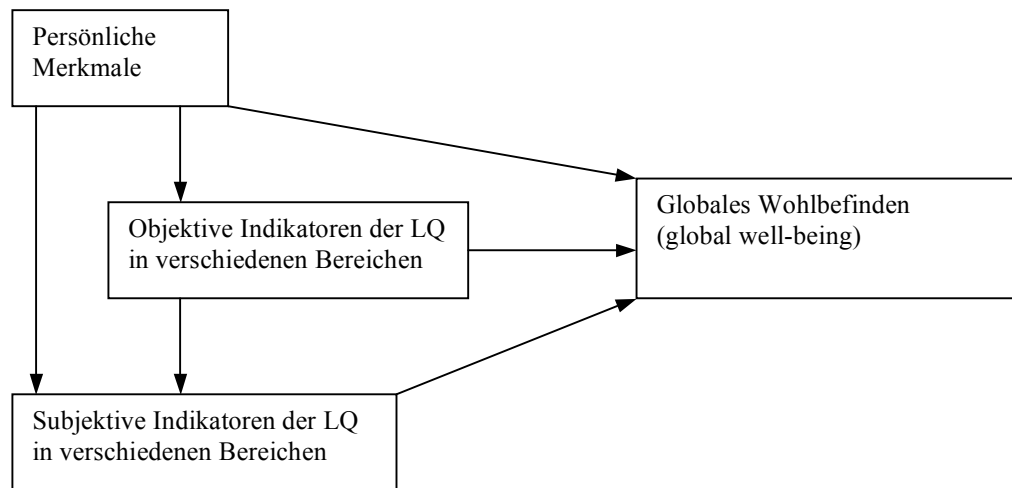 Persönliche
Merkmale
Objektive Indikatoren der LQ
in verschiedenen Bereichen
Globales Wohlbefinden
(global well-being)
Subjektive Indikatoren der LQ
in verschiedenen Bereichen